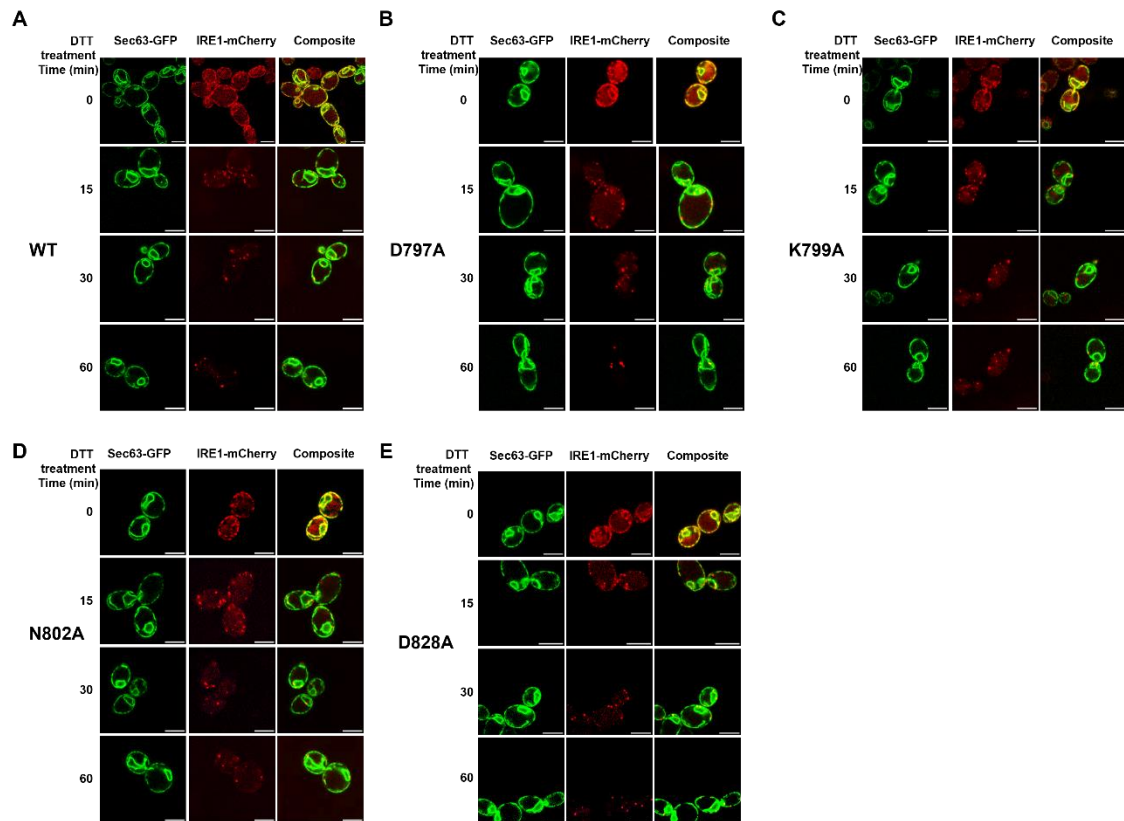 A
DTT
treatment
Time (min)
Sec63-GFP IRE1-mCherry Composite
0
15
WT
30
60
B
DTT
treatment
Time (min)
Sec63-GFP IRE1-mCherry Composite
0
15
D797A
30
60
C
DTT
treatment
Time (min)
Sec63-GFP IRE1-mCherry Composite
0
15
K799A
30
60
D
DTT
treatment
Time (min)
Sec63-GFP IRE1-mCherry Composite
0
15
N802A
30
60
E
DTT
treatment
Time (min)
Sec63-GFP IRE1-mCherry Composite
0
15
D828A
30
60